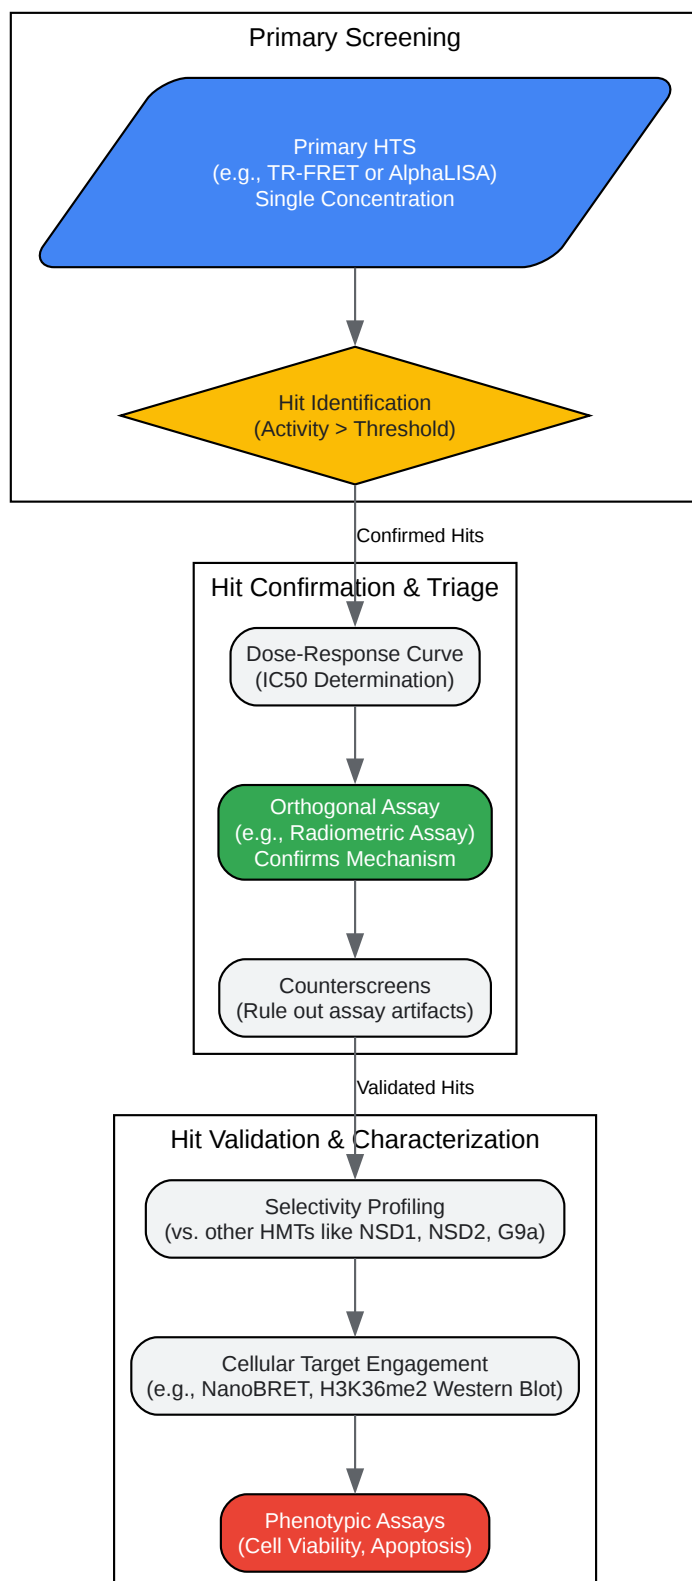 Primary Screening
Primary HTS
(e.g., TR-FRET or AlphaLISA)
Single Concentration
Hit Identification
(Activity > Threshold)
Confirmed Hits
Hit Confirmation & Triage
Dose-Response Curve
(IC50 Determination)
Orthogonal Assay
(e.g., Radiometric Assay)
Confirms Mechanism
Counterscreens
(Rule out assay artifacts)
Validated Hits
Hit Validation & Characterization
Selectivity Profiling
(vs. other HMTs like NSD1, NSD2, G9a)
Cellular Target Engagement
(e.g., NanoBRET, H3K36me2 Western Blot)
Phenotypic Assays
(Cell Viability, Apoptosis)